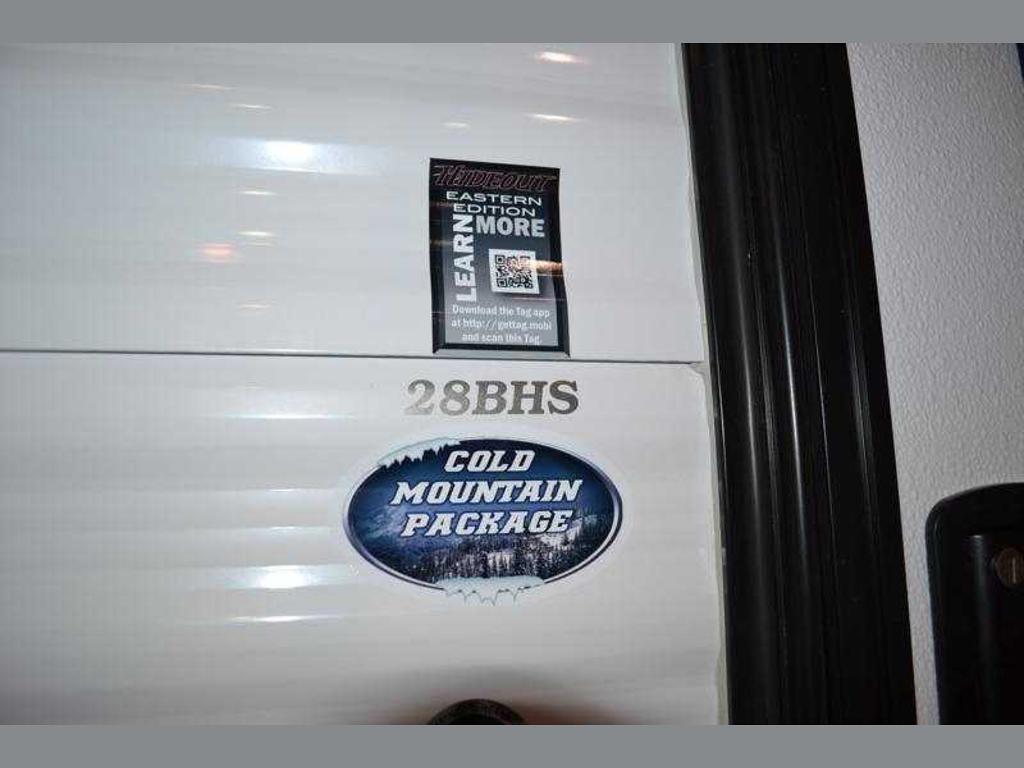 HIDEOUT
EASTERN
EDITION
LEARN
MORE
Download the Tag app
at http://gettag.mobi
and scan this Tag.
28BHS
COLD
MOUNTAIN
PACKAGE